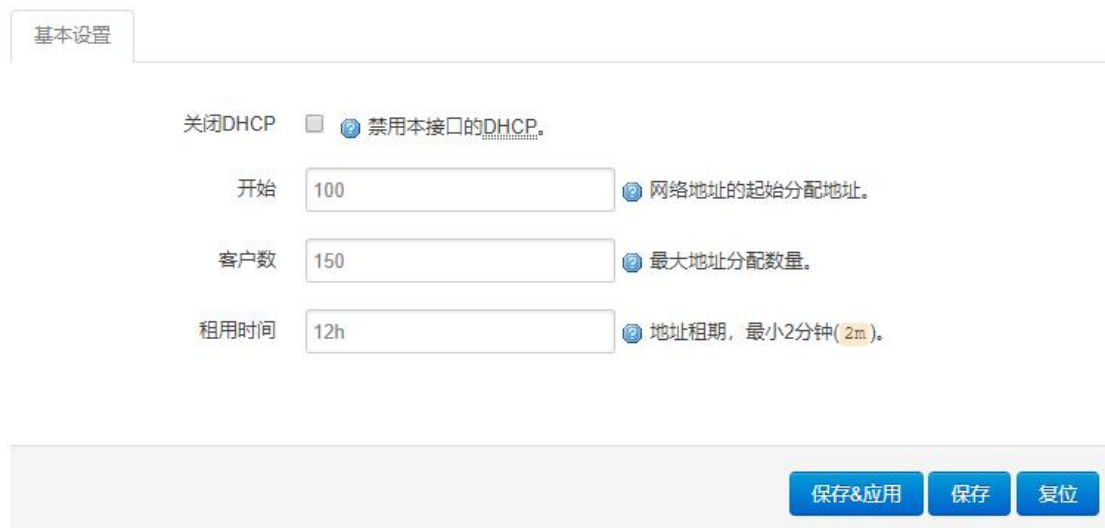 基本设置
关闭DHCP 禁用本接口的DHCP。
开始 100 网络地址的起始分配地址。
客户数 150 最大地址分配数量。
租用时间 12h 地址租期，最小2分钟(2m)。
保存&应用 保存 复位